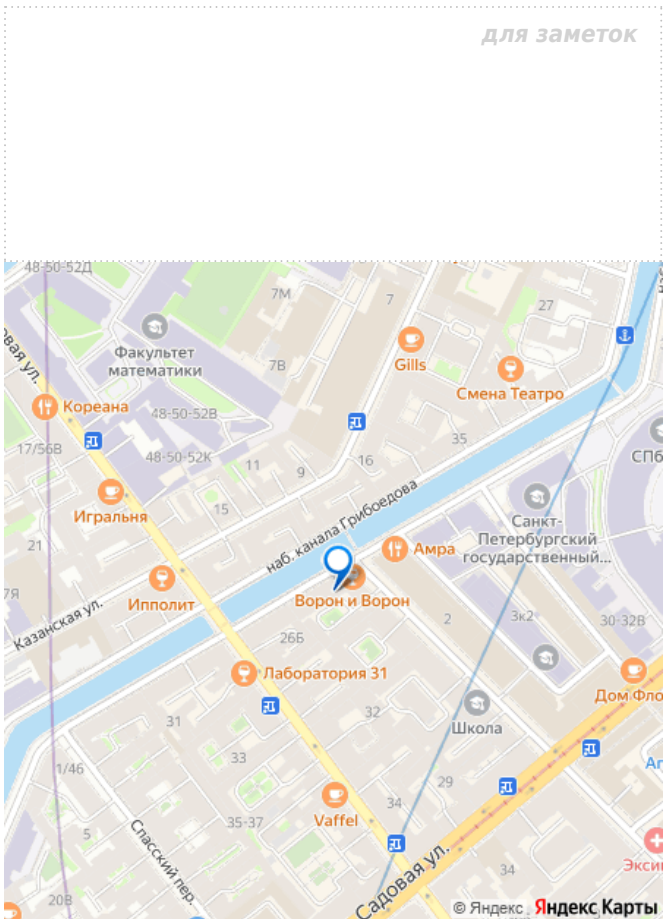 для заметок
48-50-52Д
7М
7
27
Факультет
математики
7В
Gills
Смена Театро
Кореана
48-50-52В
17/56В
48-50-52К
11
9
16
35
СПб
Игральня
15
наб. канала Грибоедова
Санкт-
Петербургский
государственный...
21
Амра
7Я
Ипполит
Ворон и Ворон
Казанская ул.
26Б
2
3к2
30-32В
Лаборатория 31
Дом Фло
31
32
Школа
33
1/46
29
Vaffel
34
35-37
5
Спасский пер.
Садовая ул.
34
Экси
20В
© Яндекс Яндекс Карты